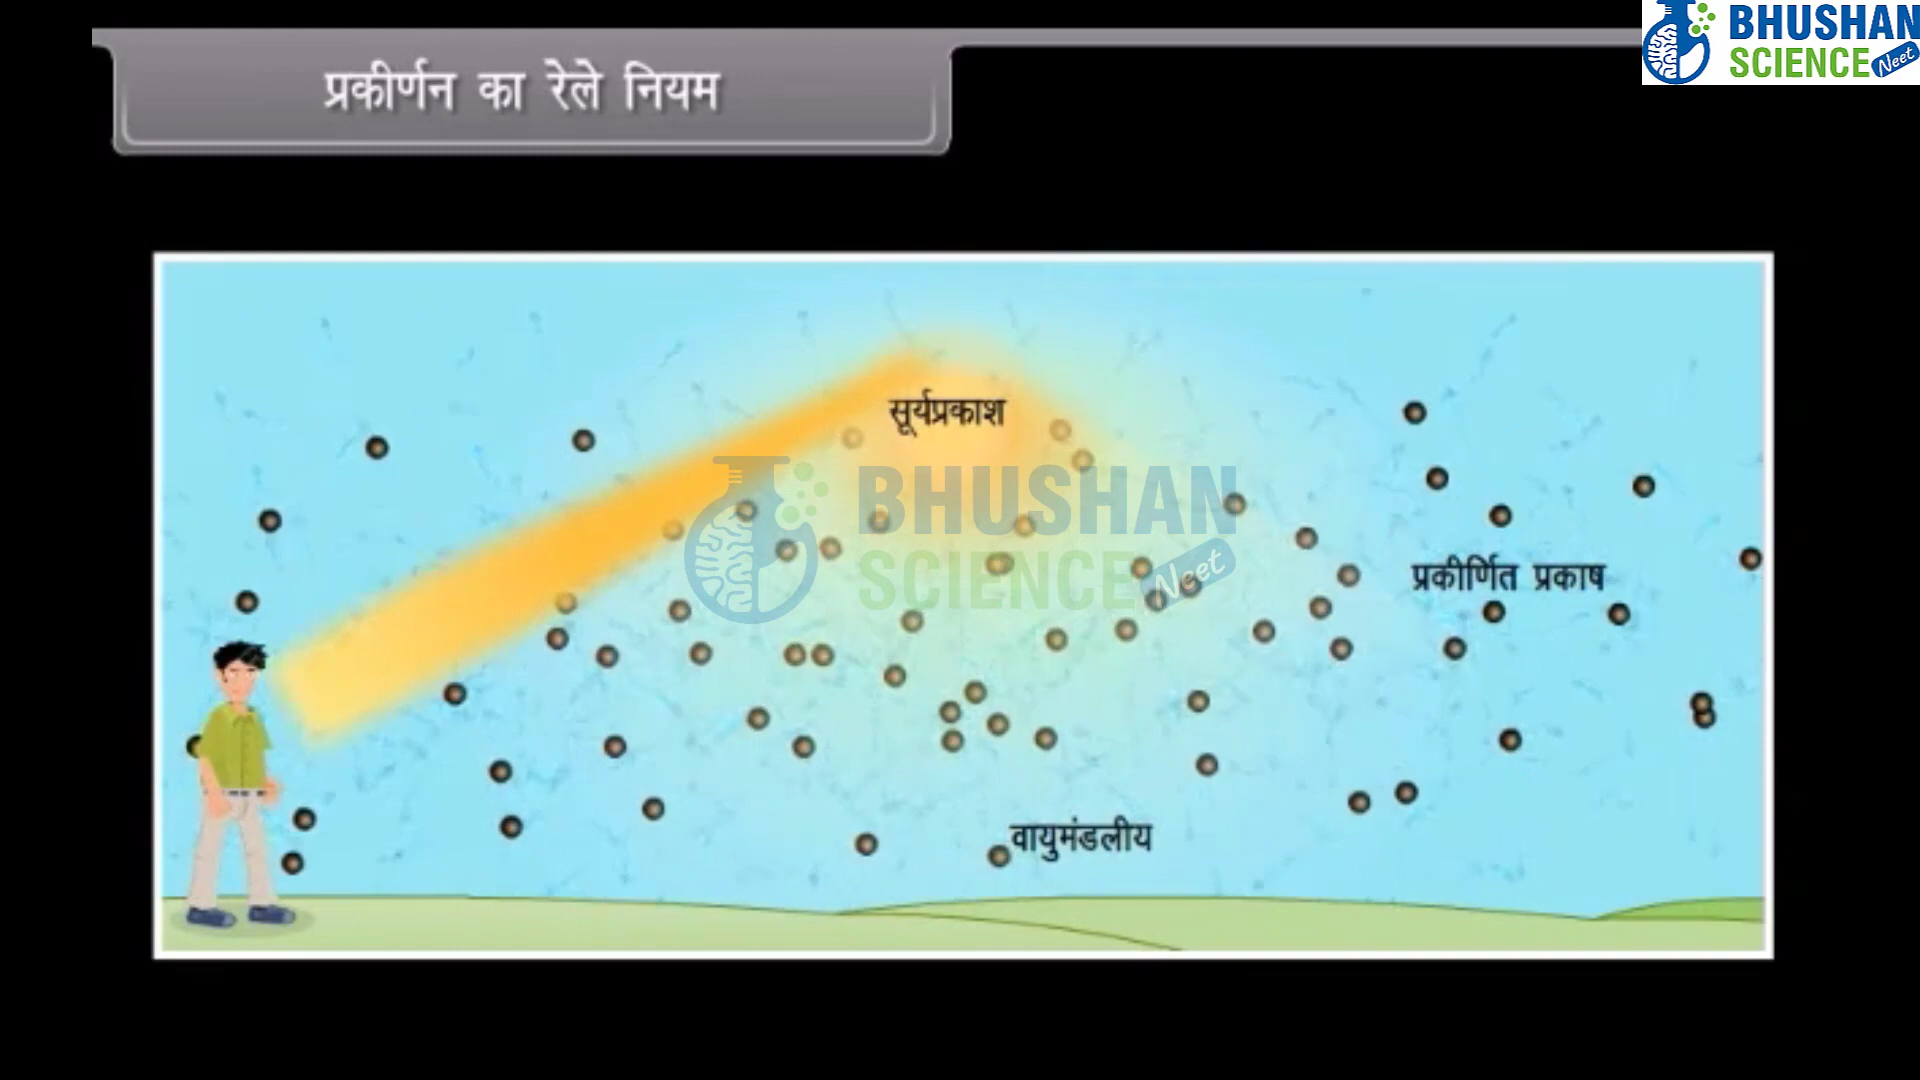 BHUSHAN
SCIENCE Neet
प्रकीर्णन का रेले नियम
सूर्यप्रकाश
BHUSHAN
SCIENCE Neet
प्रकीर्णित प्रकाष
वायुमंडलीय